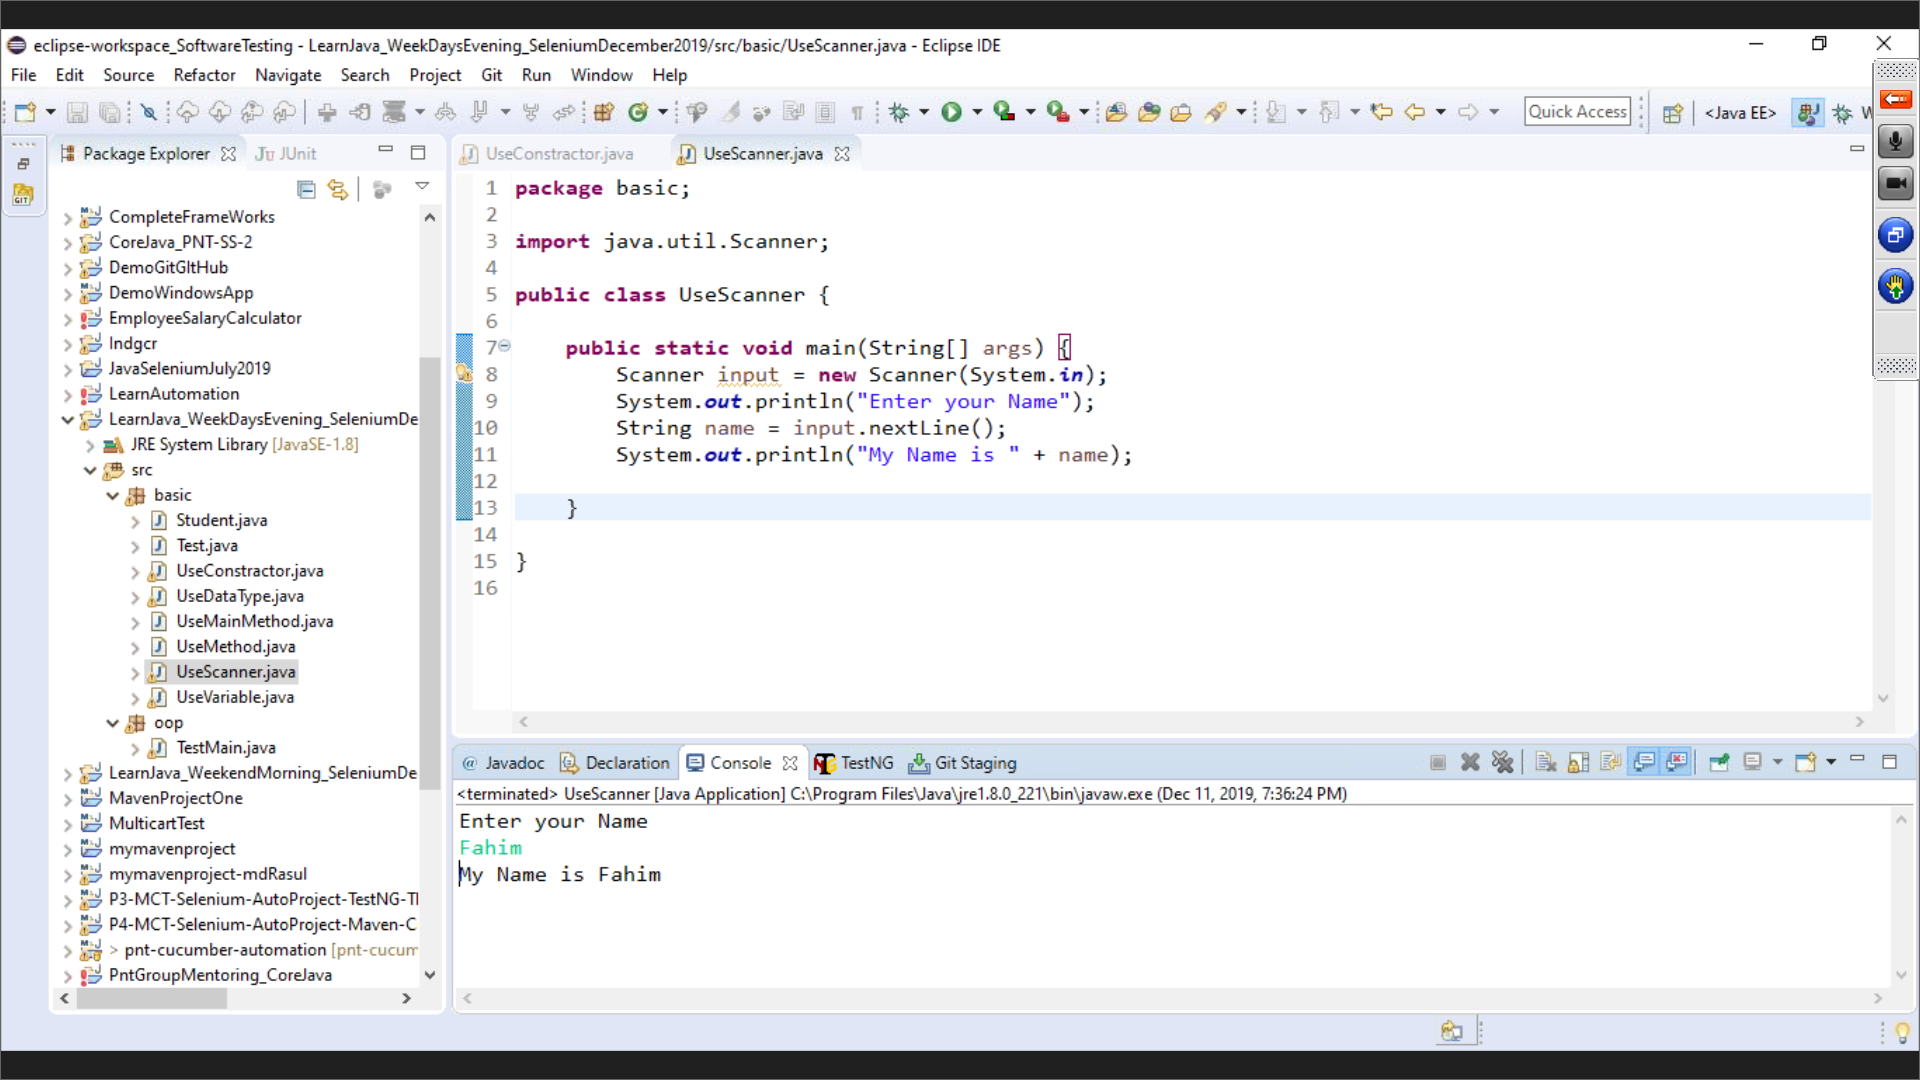 eclipse-workspace_SoftwareTesting - LearnJava_WeekDaysEvening_SeleniumDecember2019/src/basic/UseScanner.java - Eclipse IDE
File Edit Source Refactor Navigate Search Project Git Run Window Help
Quick Access
<Java EE>
Package Explorer
JUnit
CompleteFrameWorks
CoreJava_PNT-SS-2
DemoGitGItHub
DemoWindowsApp
EmployeeSalaryCalculator
Indgcr
JavaSeleniumJuly2019
LearnAutomation
LearnJava_WeekDaysEvening_SeleniumDe
JRE System Library [JavaSE-1.8]
src
basic
Student.java
Test.java
UseConstractor.java
UseDataType.java
UseMainMethod.java
UseMethod.java
UseScanner.java
UseVariable.java
oop
TestMain.java
LearnJava_WeekendMorning_SeleniumDe
MavenProjectOne
MulticartTest
mymavenproject
mymavenproject-mdRasul
P3-MCT-Selenium-AutoProject-TestNG-TI
P4-MCT-Selenium-AutoProject-Maven-C
> pnt-cucumber-automation [pnt-cucum
PntGroupMentoring_CoreJava
UseConstractor.java
UseScanner.java
1 package basic;
2
3 import java.util.Scanner;
4
5 public class UseScanner {
6
7 public static void main(String[] args) {
8 Scanner input = new Scanner(System.in);
9 System.out.println("Enter your Name");
10 String name = input.nextLine();
11 System.out.println("My Name is " + name);
12
13 }
14
15 }
16
@ Javadoc Declaration Console TestNG Git Staging
<terminated> UseScanner [Java Application] C:\Program Files\Java\jre1.8.0_221\bin\javaw.exe (Dec 11, 2019, 7:36:24 PM)
Enter your Name
Fahim
My Name is Fahim